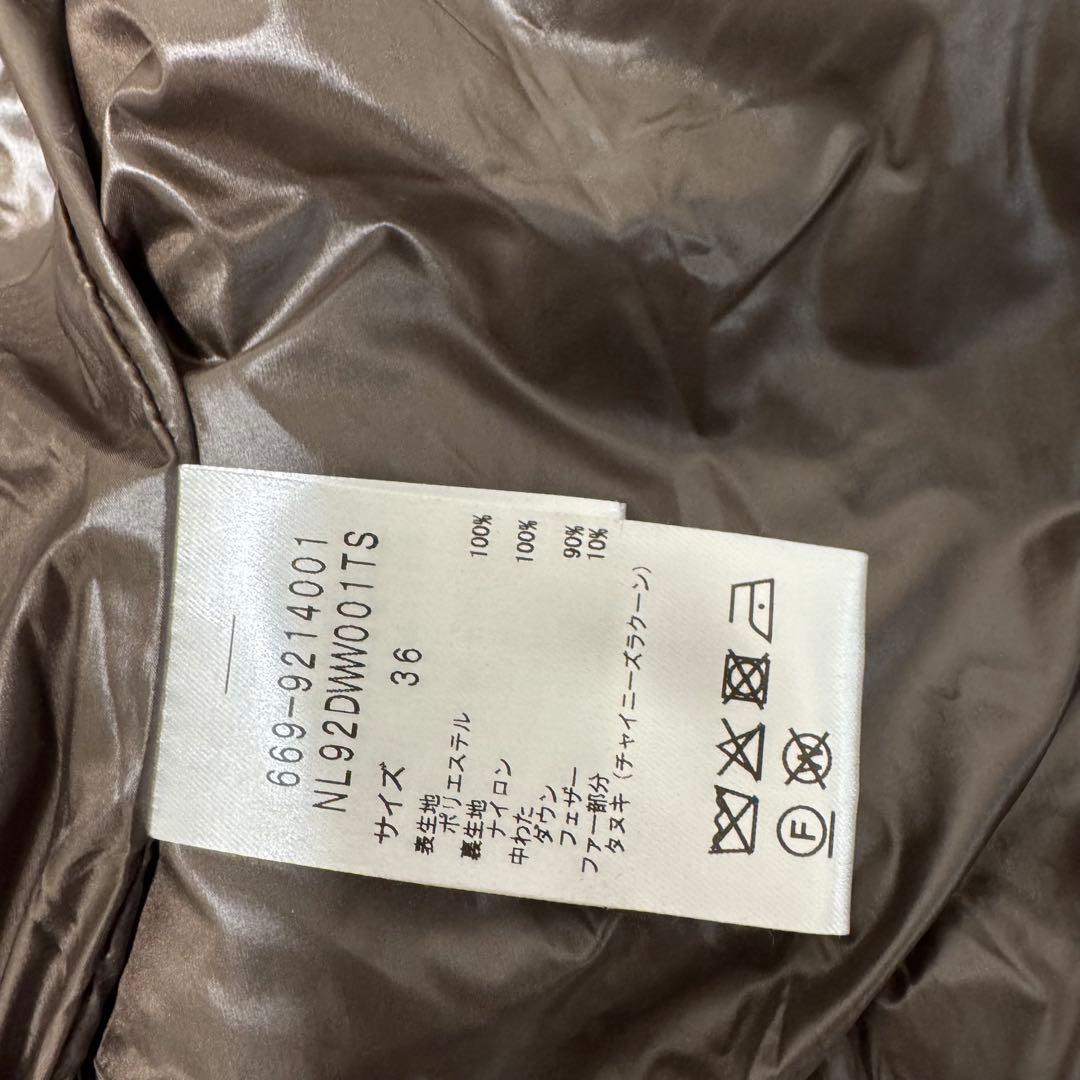 669-9214001
NL92DWW001TS
サイズ 36
表生地
ポリエステル 100%
裏生地
ナイロン 100%
中わた
ダウン 90%
フェザー 10%
ファー部分
タヌキ (チャイニーズラクーン)
F
W